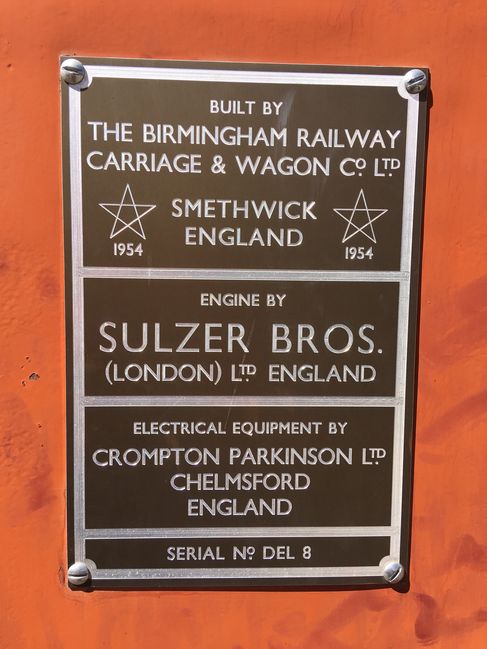 BUILT BY
THE BIRMINGHAM RAILWAY
CARRIAGE & WAGON CO LTD
SMETHWICK
ENGLAND
1954 1954
ENGINE BY
SULZER BROS.
(LONDON) LTD ENGLAND
ELECTRICAL EQUIPMENT BY
CROMPTON PARKINSON LTD
CHELMSFORD
ENGLAND
SERIAL NO DEL 8